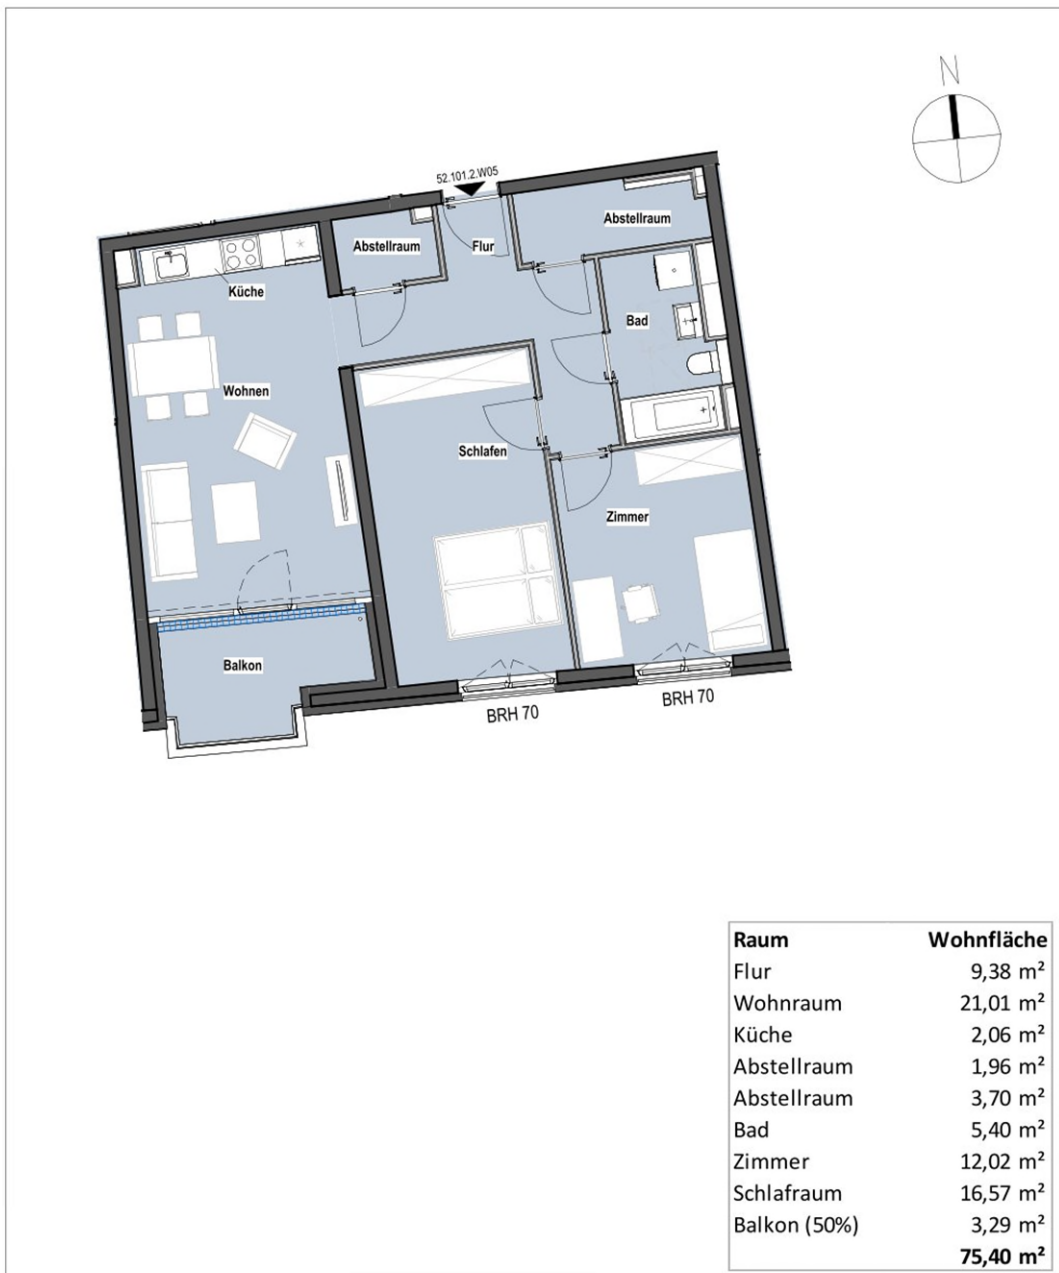 N
52.101.2.W05
Abstellraum
Abstellraum
Flur
Küche
Bad
Wohnen
Schlafen
Zimmer
Balkon
BRH 70
BRH 70
Raum Wohnfläche
Flur 9,38 m²
Wohnraum 21,01 m²
Küche 2,06 m²
Abstellraum 1,96 m²
Abstellraum 3,70 m²
Bad 5,40 m²
Zimmer 12,02 m²
Schlafraum 16,57 m²
Balkon (50%) 3,29 m²
75,40 m²